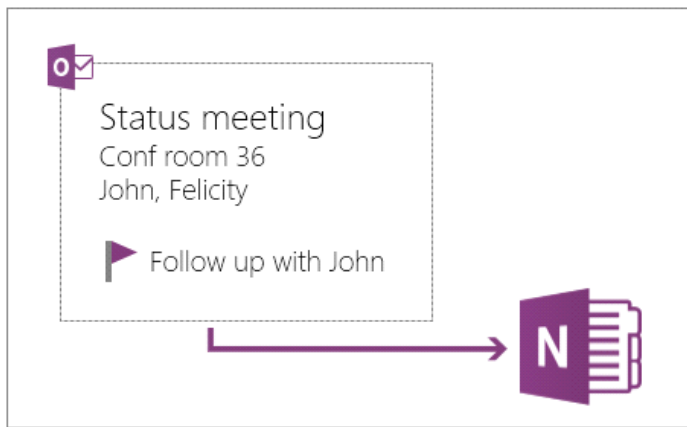 O
Status meeting
Conf room 36
John, Felicity
Follow up with John
N